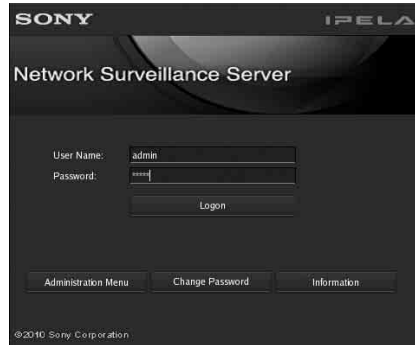 SONY
IPELA
Network Surveillance Server
User Name: admin
Password: *****
Logon
Administration Menu Change Password Information
©2010 Sony Corporation